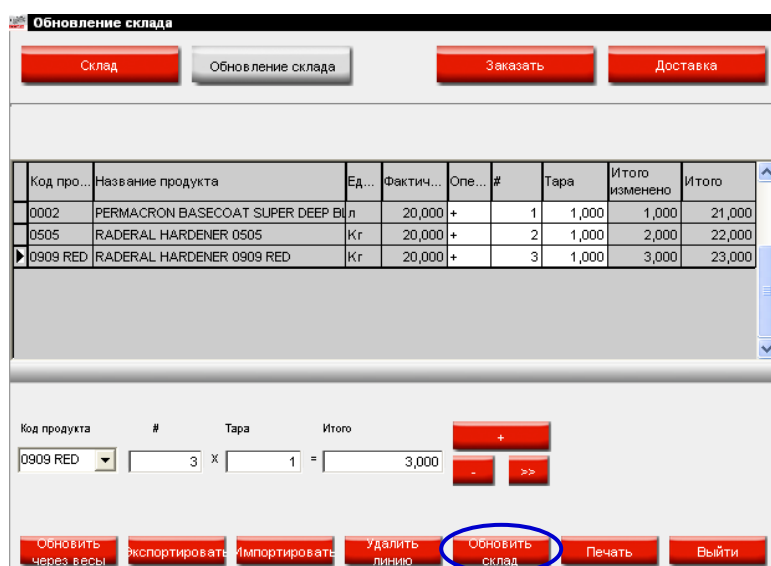 Обновление склада
Склад
Обновление склада
Заказать
Доставка
Код про... Название продукта Ед... Фактич... Опе... # Тара Итого изменено Итого
0002 PERMACRON BASECOAT SUPER DEEP BL л 20,000 + 1 1,000 1,000 21,000
0505 RADERAL HARDENER 0505 Кг 20,000 + 2 1,000 2,000 22,000
0909 RED RADERAL HARDENER 0909 RED Кг 20,000 + 3 1,000 3,000 23,000
Код продукта # Тара Итого
0909 RED 3 X 1 = 3,000
+
- >>
Обновить через весы
Экспортировать
Импортировать
Удалить линию
Обновить склад
Печать
Выйти